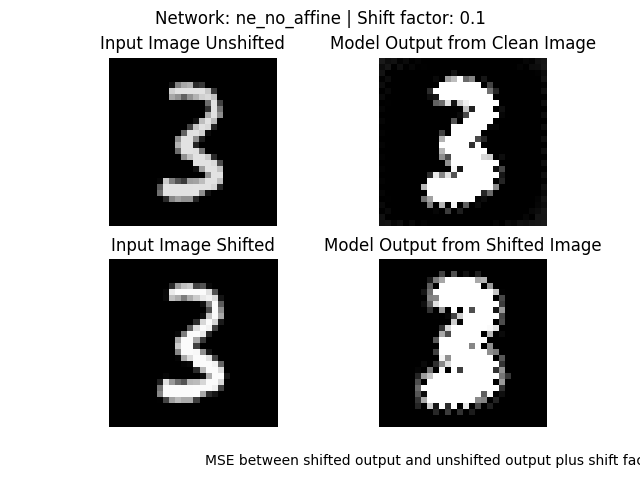 Network: ne_no_affine | Shift factor: 0.1
Input Image Unshifted
Model Output from Clean Image
Input Image Shifted
Model Output from Shifted Image
MSE between shifted output and unshifted output plus shift fac